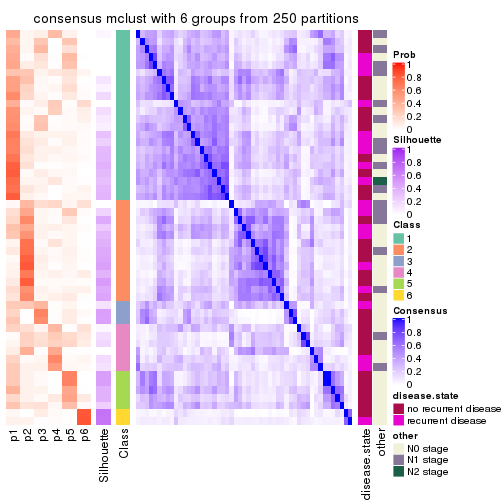 consensus mclust with 6 groups from 250 partitions
Prob
1
0.8
0.6
0.4
0.2
0
Silhouette
1
0.8
0.6
0.4
0.2
0
Class
1
2
3
4
5
6
Consensus
1
0.8
0.6
0.4
0.2
0
disease.state
no recurrent disease
recurrent disease
other
N0 stage
N1 stage
N2 stage
p1
p2
p3
p4
p5
p6
Silhouette
Class
disease.state
other